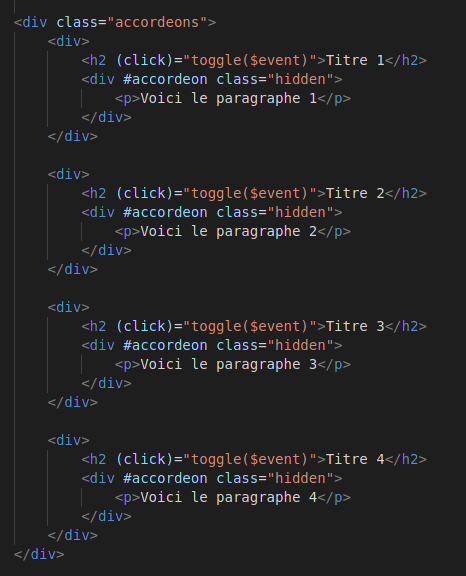 <div class="accordeons">
    <div>
        <h2 (click)="toggle($event)">Titre 1</h2>
        <div #accordeon class="hidden">
            <p>Voici le paragraphe 1</p>
        </div>
    </div>

    <div>
        <h2 (click)="toggle($event)">Titre 2</h2>
        <div #accordeon class="hidden">
            <p>Voici le paragraphe 2</p>
        </div>
    </div>

    <div>
        <h2 (click)="toggle($event)">Titre 3</h2>
        <div #accordeon class="hidden">
            <p>Voici le paragraphe 3</p>
        </div>
    </div>

    <div>
        <h2 (click)="toggle($event)">Titre 4</h2>
        <div #accordeon class="hidden">
            <p>Voici le paragraphe 4</p>
        </div>
    </div>
</div>